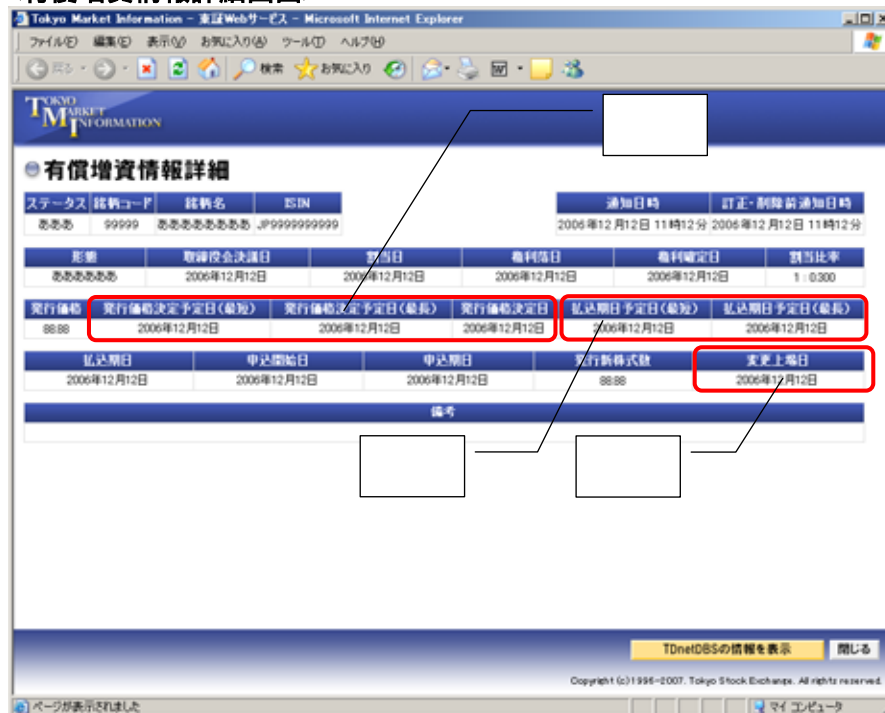 Tokyo Market Information - 東証Webサービス - Microsoft Internet Explorer
ファイル(F) 編集(E) 表示(V) お気に入り(A) ツール(T) ヘルプ(H)
戻る 検索 お気に入り
TOKYO
MARKET
INFORMATION
有償増資情報詳細
ステータス 銘柄コード 銘柄名 ISIN 通知日時 訂正・削除前通知日時
あああ 99999 ああああああああ JP9999999999 2006年12月12日 11時12分 2006年12月12日 11時12分
形態 取締役会決議日 割当日 権利落日 権利確定日 割当比率
ああああああ 2006年12月12日 2006年12月12日 2006年12月12日 2006年12月12日 1 : 0.300
発行価格 発行価格決定予定日(最短) 発行価格決定予定日(最長) 発行価格決定日 払込期日予定日(最短) 払込期日予定日(最長)
88.88 2006年12月12日 2006年12月12日 2006年12月12日 2006年12月12日 2006年12月12日
払込期日 申込開始日 申込期日 発行新株式数 変更上場日
2006年12月12日 2006年12月12日 2006年12月12日 88.88 2006年12月12日
備考
TDnetDBSの情報を表示 閉じる
Copyright (c)1996-2007. Tokyo Stock Exchange. All rights reserved.
ページが表示されました マイ コンピュータ